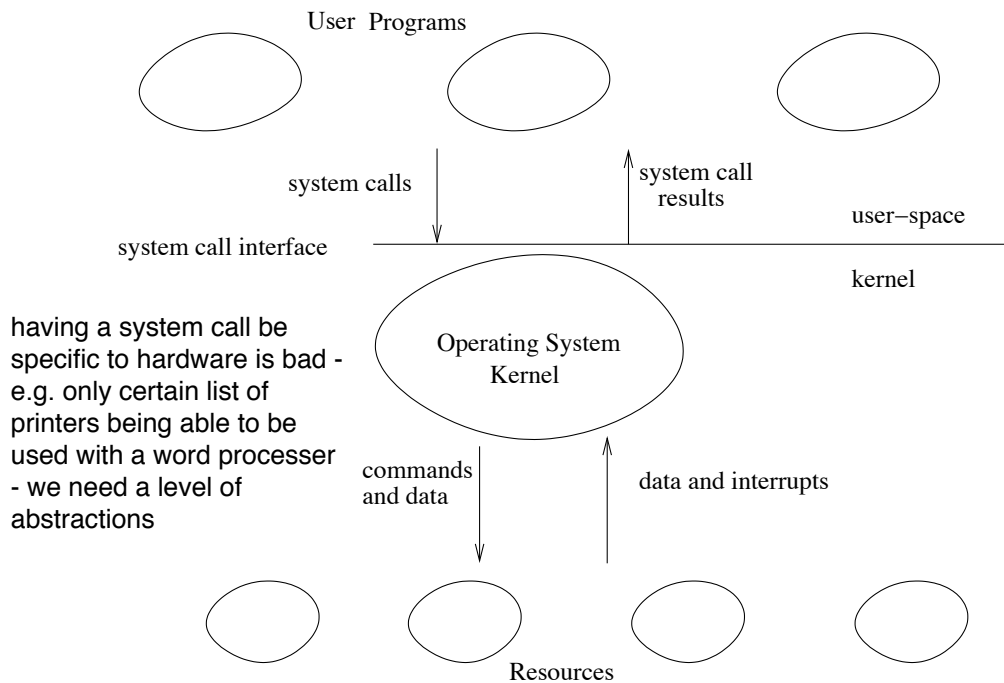 User Programs
system calls
system call
results
user–space
system call interface
kernel
having a system call be
specific to hardware is bad -
e.g. only certain list of
printers being able to be
used with a word processer
- we need a level of
abstractions
Operating System
Kernel
commands
and data
data and interrupts
Resources